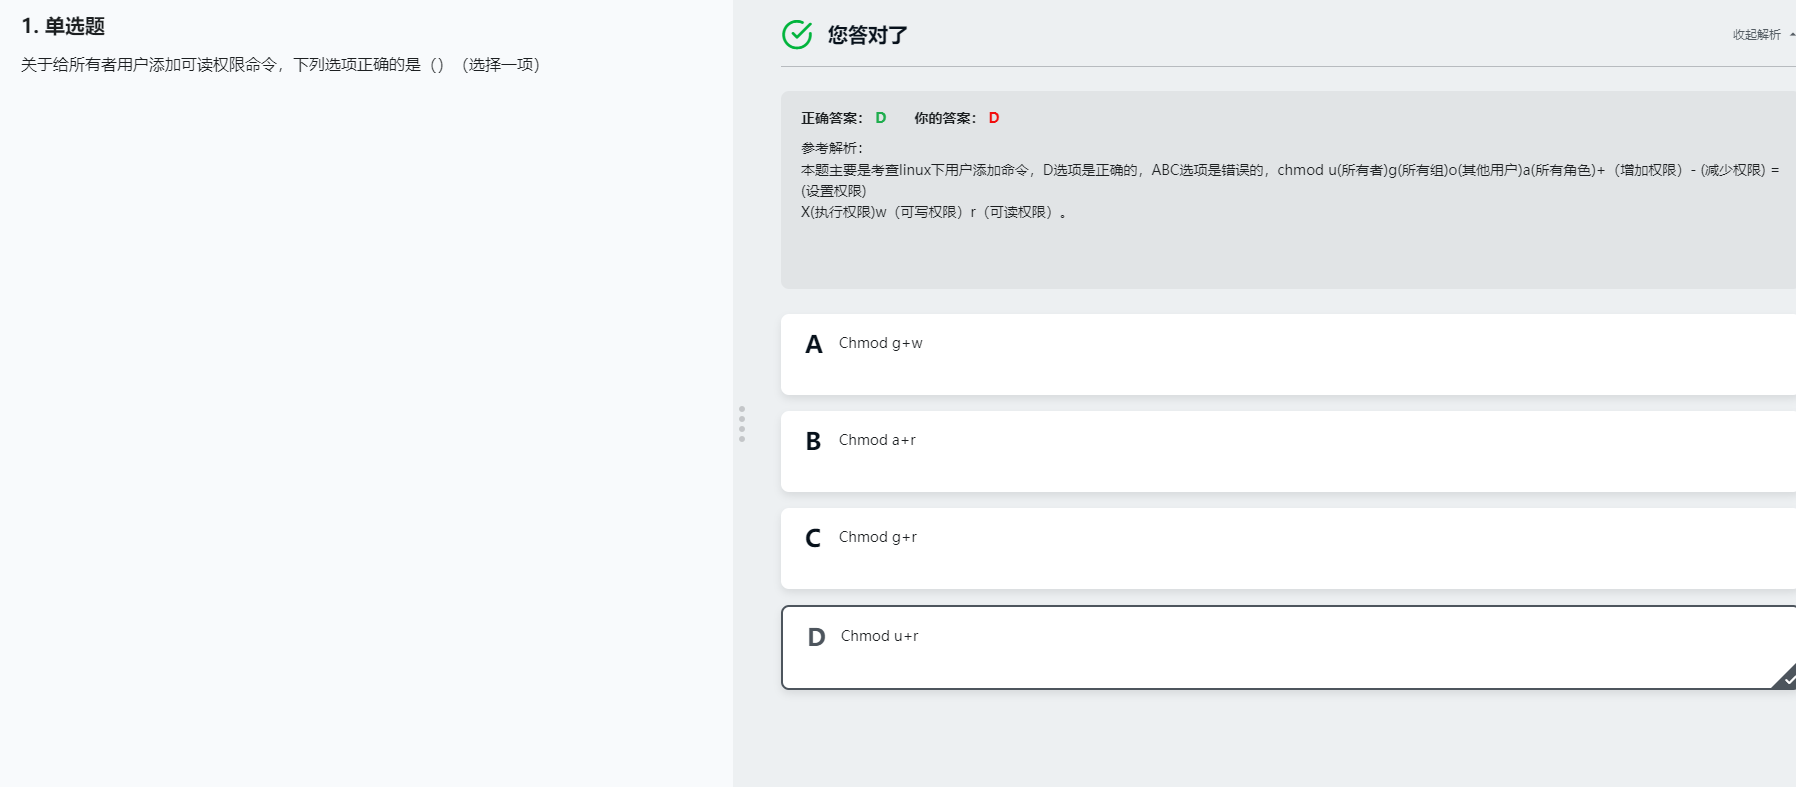 1. 单选题
关于给所有者用户添加可读权限命令，下列选项正确的是（）（选择一项）
您答对了
收起解析
正确答案： D 你的答案： D
参考解析：
本题主要是考查linux下用户添加命令，D选项是正确的，ABC选项是错误的，chmod u(所有者)g(所有组)o(其他用户)a(所有角色)+（增加权限）- (减少权限) =
(设置权限)
X(执行权限)w（可写权限）r（可读权限）。
A Chmod g+w
B Chmod a+r
C Chmod g+r
D Chmod u+r